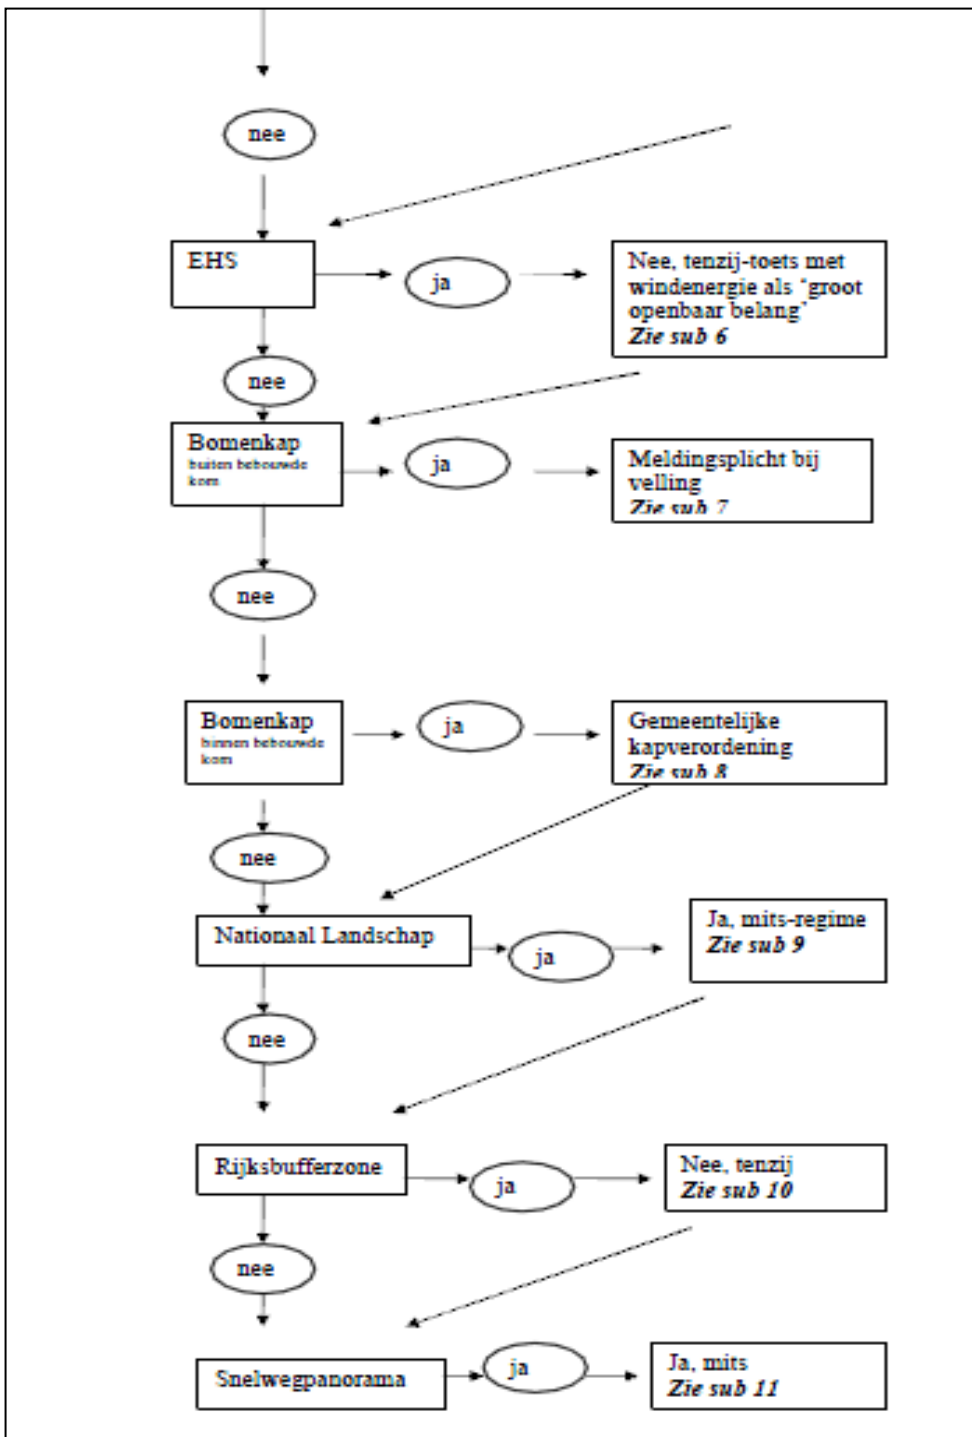 nee
EHS
ja
Nee, tenzij-toets met
windenergie als ‘groot
openbaar belang’
Zie sub 6
nee
Bomenkap
buiten bebouwde
kom
ja
Meldingsplicht bij
velling
Zie sub 7
nee
Bomenkap
binnen bebouwde
kom
ja
Gemeentelijke
kapverordening
Zie sub 8
nee
Nationaal Landschap
ja
Ja, mits-regime
Zie sub 9
nee
Rijksbufferzone
ja
Nee, tenzij
Zie sub 10
nee
Snelwegpanorama
ja
Ja, mits
Zie sub 11